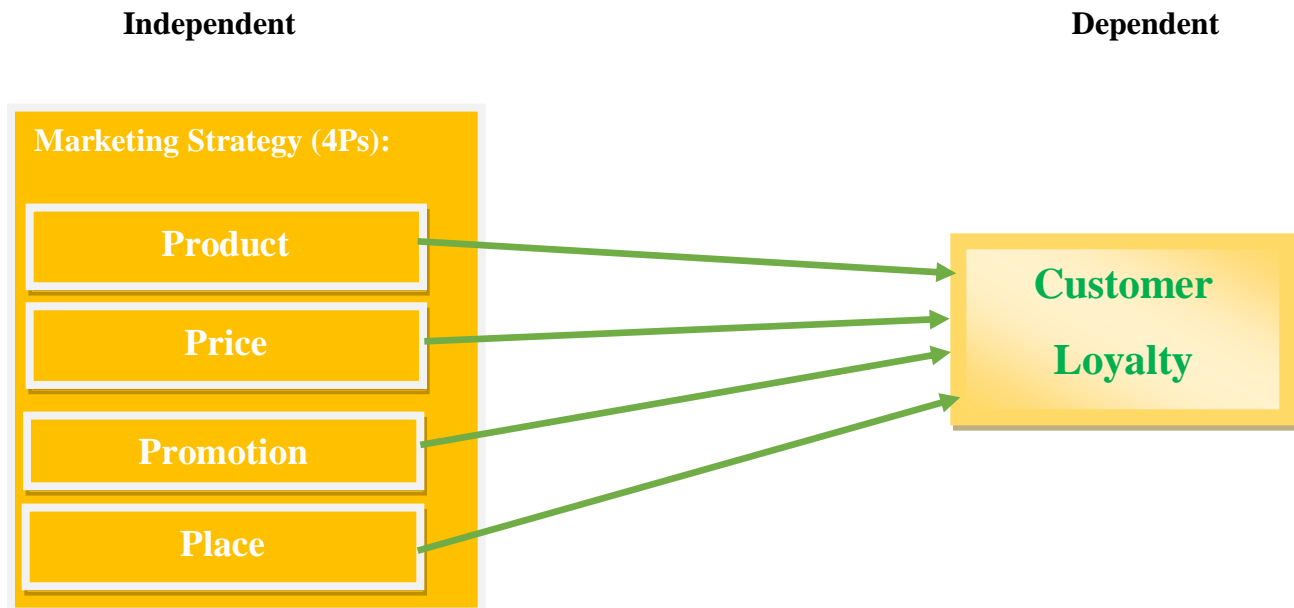 Independent
Dependent
Marketing Strategy (4Ps):
Product
Price
Promotion
Place
Customer
Loyalty